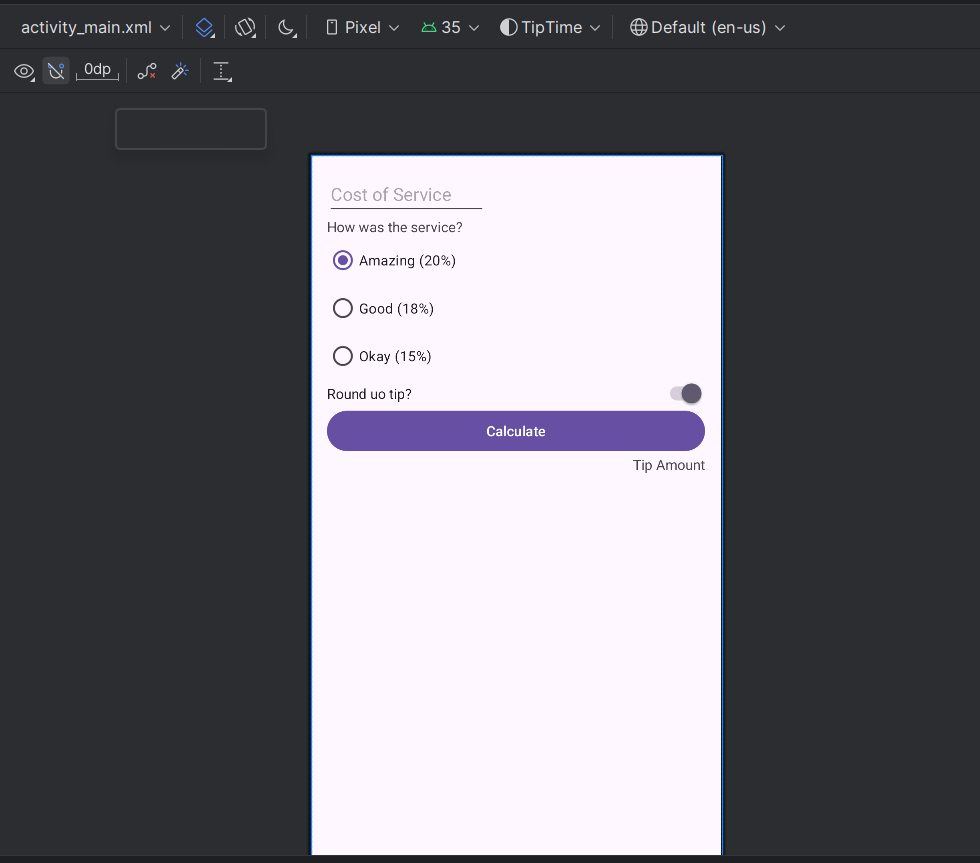 activity_main.xml Pixel 35 TipTime Default (en-us)
0dp
Cost of Service
How was the service?
Amazing (20%)
Good (18%)
Okay (15%)
Round uo tip?
Calculate
Tip Amount